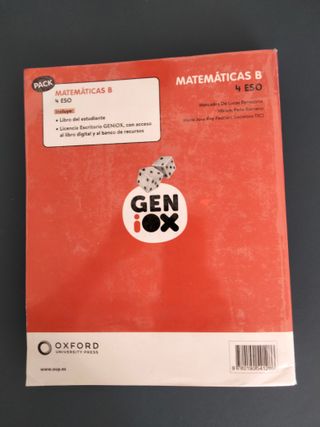 PACK
MATEMÁTICAS B
4 ESO
Incluye:
• Libro del estudiante
• Licencia Escritorio GENiOX, con acceso
al libro digital y al banco de recursos
MATEMÁTICAS B
4 ESO
GEN
iOX
OXFORD
UNIVERSITY PRESS
www.oup.es